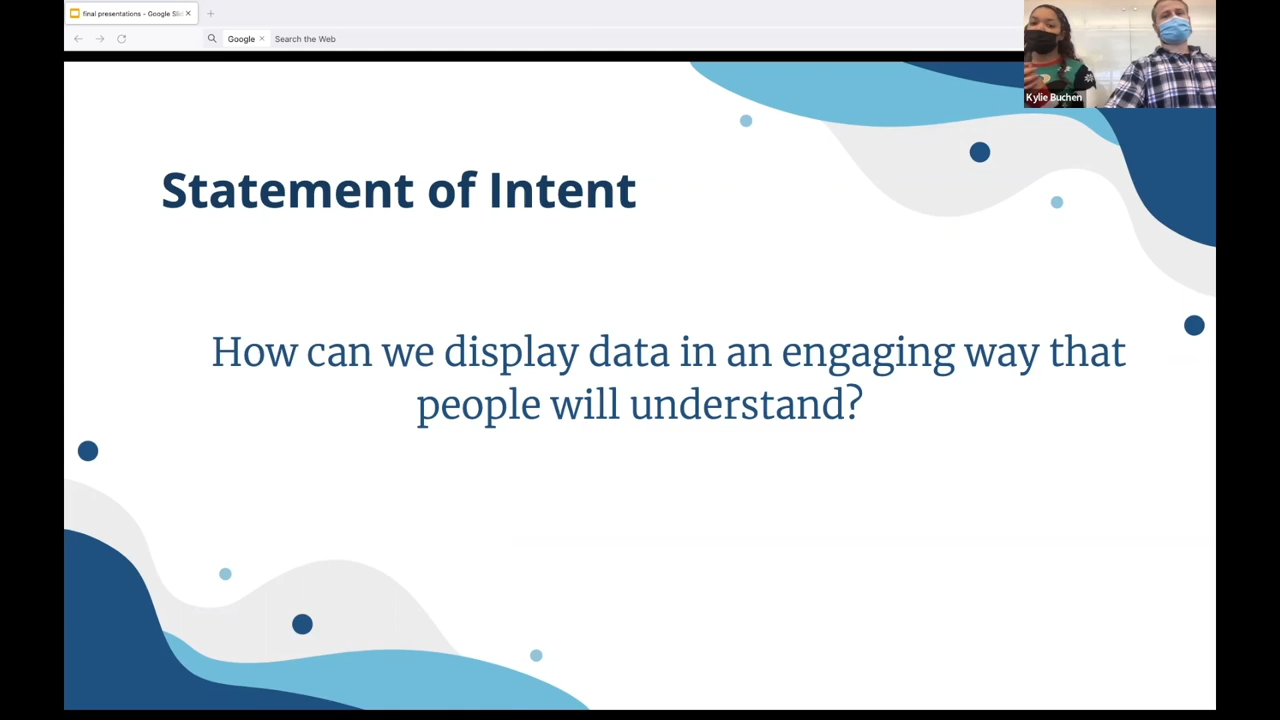 final presentations - Google Sli
Google
Search the Web
Kylie Buchen
Statement of Intent
How can we display data in an engaging way that
people will understand?